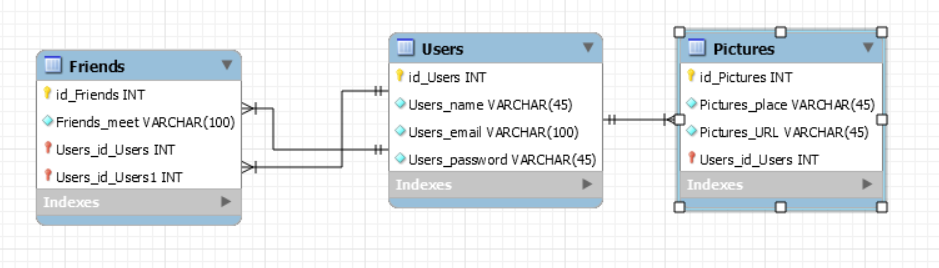 Friends
id_Friends INT
Friends_meet VARCHAR(100)
Users_id_Users INT
Users_id_Users1 INT
Indexes
Users
id_Users INT
Users_name VARCHAR(45)
Users_email VARCHAR(100)
Users_password VARCHAR(45)
Indexes
Pictures
id_Pictures INT
Pictures_place VARCHAR(45)
Pictures_URL VARCHAR(45)
Users_id_Users INT
Indexes